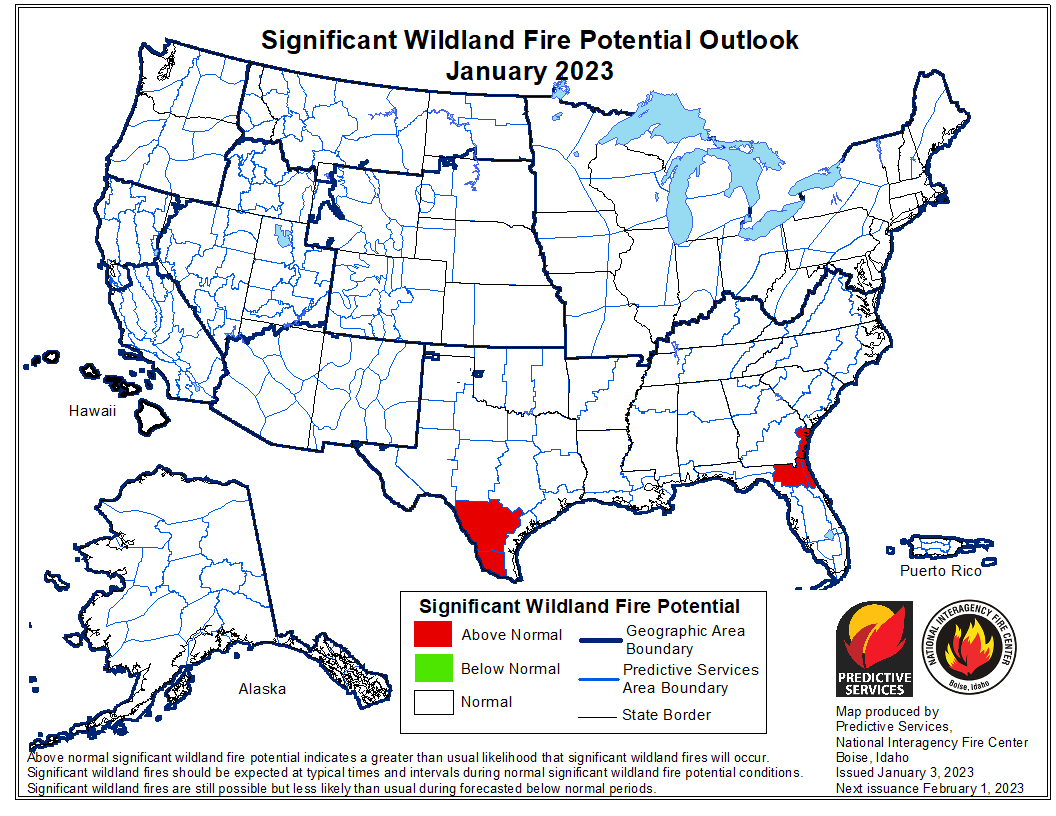 Significant Wildland Fire Potential Outlook
January 2023
Hawaii
Alaska
Puerto Rico
Significant Wildland Fire Potential
Above Normal
Below Normal
Normal
Geographic Area
Boundary
Predictive Services
Area Boundary
State Border
PREDICTIVE
SERVICES
NATIONAL INTERAGENCY FIRE CENTER
Boise, Idaho
Map produced by
Predictive Services,
National Interagency Fire Center
Boise, Idaho
Issued January 3, 2023
Next issuance February 1, 2023
Above normal significant wildland fire potential indicates a greater than usual likelihood that significant wildland fires will occur.
Significant wildland fires should be expected at typical times and intervals during normal significant wildland fire potential conditions.
Significant wildland fires are still possible but less likely than usual during forecasted below normal periods.